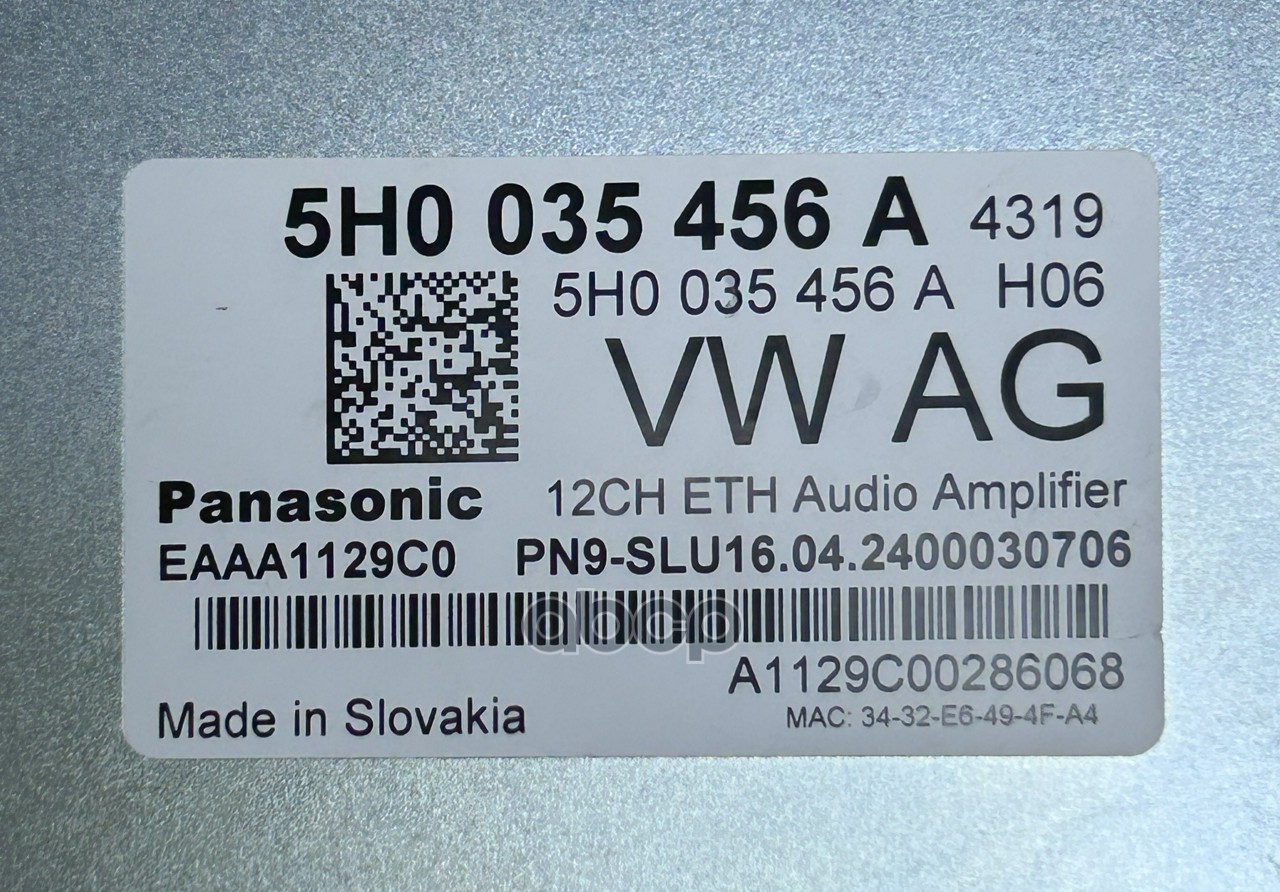 5H0 035 456 A 4319
5H0 035 456 A H06
VW AG
Panasonic 12CH ETH Audio Amplifier
EAAA1129C0 PN9-SLU16.04.2400030706
abcp
A1129C00286068
Made in Slovakia
MAC: 34-32-E6-49-4F-A4